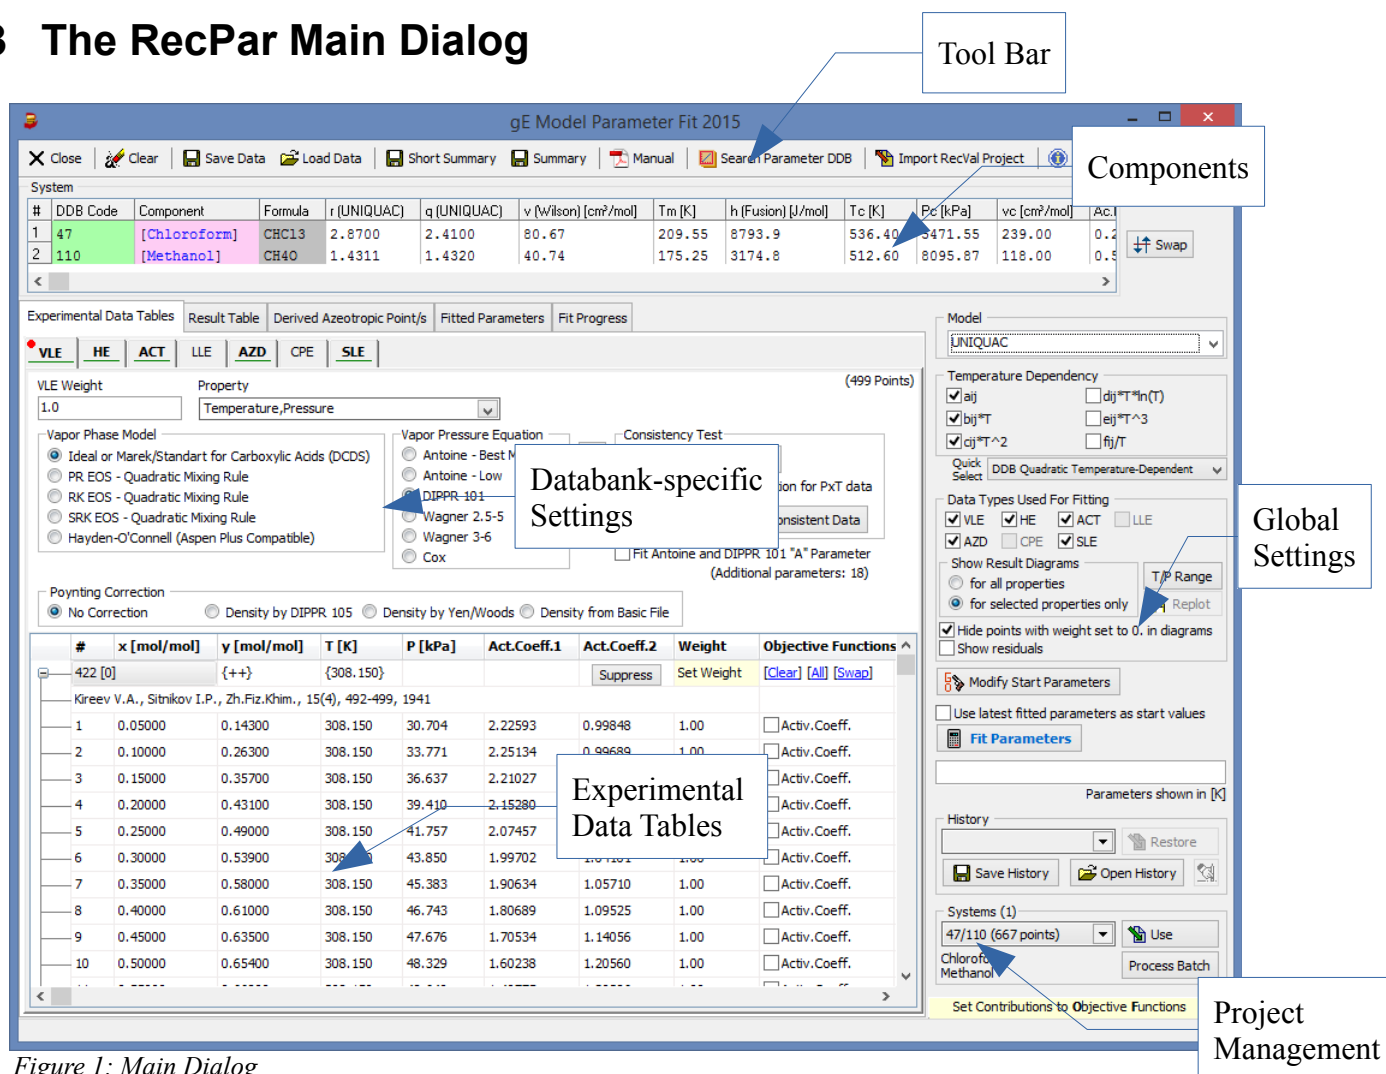 The RecPar Main Dialog
Tool Bar
gE Model Parameter Fit 2015
Close Clear Save Data Load Data Short Summary Summary Manual Search Parameter DDB Import RecVal Project
Components
System
# DDB Code Component Formula r (UNIQUAC) q (UNIQUAC) v (Wilson) [cm³/mol] Tm [K] h (Fusion) [J/mol] Tc [K] Pc [kPa] vc [cm³/mol]
1 47 [Chloroform] CHCl3 2.8700 2.4100 80.67 209.55 8793.9 536.40 5471.55 239.00
2 110 [Methanol] CH4O 1.4311 1.4320 40.74 175.25 3174.8 512.60 8095.87 118.00
Swap
Experimental Data Tables Result Table Derived Azeotropic Point/s Fitted Parameters Fit Progress
VLE HE ACT LLE AZD CPE SLE
VLE Weight Property (499 Points)
1.0 Temperature,Pressure
Vapor Phase Model
Ideal or Marek/Standart for Carboxylic Acids (DCDS)
PR EOS - Quadratic Mixing Rule
RK EOS - Quadratic Mixing Rule
SRK EOS - Quadratic Mixing Rule
Hayden-O'Connell (Aspen Plus Compatible)
Vapor Pressure Equation
Antoine - Best
Antoine - Low
DIPPR 101
Wagner 2.5-5
Wagner 3-6
Cox
Consistency Test
for PxT data
Data
Databank-specific
Settings
Fit Antoine and DIPPR 101 "A" Parameter
(Additional parameters: 18)
Poynting Correction
No Correction Density by DIPPR 105 Density by Yen/Woods Density from Basic File
# x [mol/mol] y [mol/mol] T [K] P [kPa] Act.Coeff.1 Act.Coeff.2 Weight Objective Functions
422 [0] {++} {308.150} Suppress Set Weight [Clear] [All] [Swap]
Kireev V.A., Sitnikov I.P., Zh.Fiz.Khim., 15(4), 492-499, 1941
1 0.05000 0.14300 308.150 30.704 2.22593 0.99848 1.00 Activ.Coeff.
2 0.10000 0.26300 308.150 33.771 2.25134 0.99689 1.00 Activ.Coeff.
3 0.15000 0.35700 308.150 36.637 2.21027 Activ.Coeff.
4 0.20000 0.43100 308.150 39.410 2.15280 Activ.Coeff.
5 0.25000 0.49000 308.150 41.757 2.07457 Activ.Coeff.
6 0.30000 0.53900 43.850 1.99702 Activ.Coeff.
7 0.35000 0.58000 308.150 45.383 1.90634 1.05710 1.00 Activ.Coeff.
8 0.40000 0.61000 308.150 46.743 1.80689 1.09525 1.00 Activ.Coeff.
9 0.45000 0.63500 308.150 47.676 1.70534 1.14056 1.00 Activ.Coeff.
10 0.50000 0.65400 308.150 48.329 1.60238 1.20560 1.00 Activ.Coeff.
Experimental
Data Tables
Model
UNIQUAC
Temperature Dependency
aij dij*T*ln(T)
bij*T eij*T^3
cij*T^2 fij/T
Quick
Select DDB Quadratic Temperature-Dependent
Data Types Used For Fitting
VLE HE ACT LLE
AZD CPE SLE
Global
Settings
Show Result Diagrams
for all properties
for selected properties only
T/P Range
Replot
Hide points with weight set to 0. in diagrams
Show residuals
Modify Start Parameters
Use latest fitted parameters as start values
Fit Parameters
Parameters shown in [K]
History
Restore
Save History Open History
Systems (1)
47/110 (667 points) Use
Methanol Process Batch
Set Contributions to Objective Functions
Project
Management
Figure 1: Main Dialog